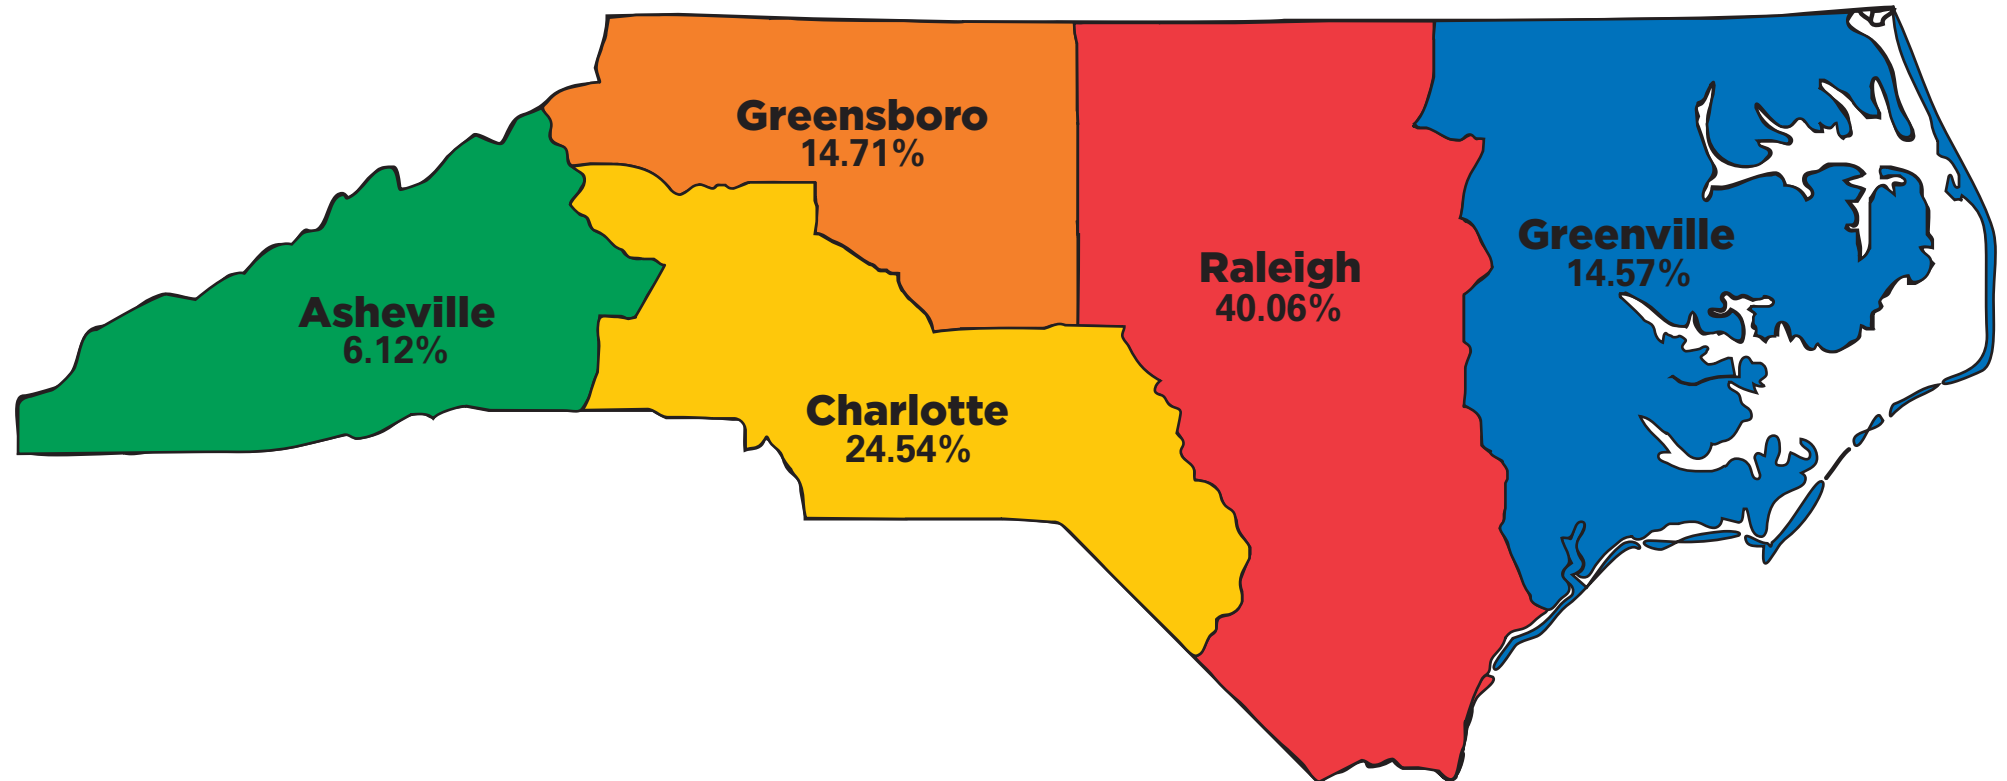 Greensboro
14.71%
Greenville
14.57%
Raleigh
40.06%
Asheville
6.12%
Charlotte
24.54%